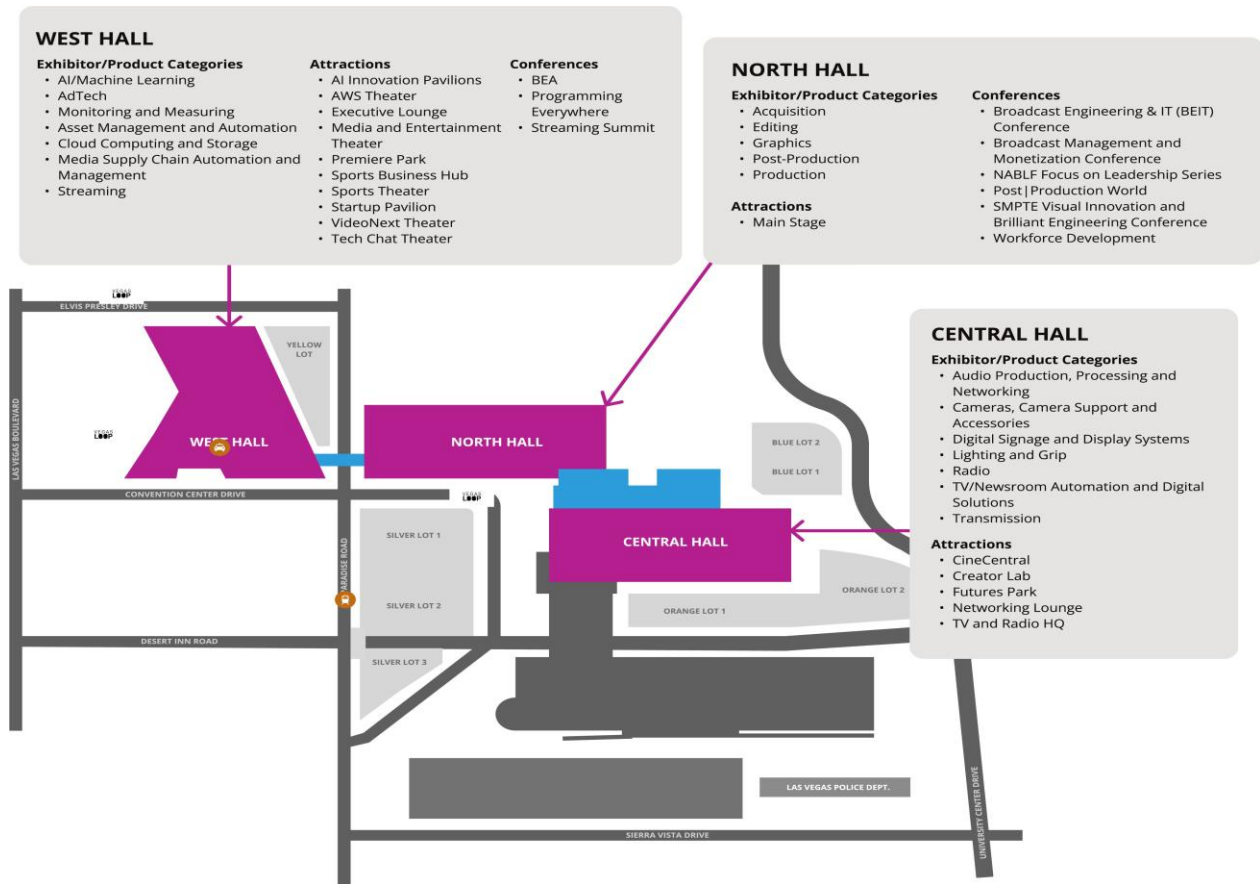 WEST HALL
Exhibitor/Product Categories
• AI/Machine Learning
• AdTech
• Monitoring and Measuring
• Asset Management and Automation
• Cloud Computing and Storage
• Media Supply Chain Automation and
Management
• Streaming
Attractions
• AI Innovation Pavilions
• AWS Theater
• Executive Lounge
• Media and Entertainment
Theater
• Premiere Park
• Sports Business Hub
• Sports Theater
• Startup Pavilion
• VideoNext Theater
• Tech Chat Theater
Conferences
• BEA
• Programming
Everywhere
• Streaming Summit
NORTH HALL
Exhibitor/Product Categories
• Acquisition
• Editing
• Graphics
• Post-Production
• Production
Attractions
• Main Stage
Conferences
• Broadcast Engineering & IT (BEIT)
Conference
• Broadcast Management and
Monetization Conference
• NABLF Focus on Leadership Series
• Post|Production World
• SMPTE Visual Innovation and
Brilliant Engineering Conference
• Workforce Development
CENTRAL HALL
Exhibitor/Product Categories
• Audio Production, Processing and
Networking
• Cameras, Camera Support and
Accessories
• Digital Signage and Display Systems
• Lighting and Grip
• Radio
• TV/Newsroom Automation and Digital
Solutions
• Transmission
Attractions
• CineCentral
• Creator Lab
• Futures Park
• Networking Lounge
• TV and Radio HQ
VEGAS
LOOP
ELVIS PRESLEY DRIVE
YELLOW
LOT
LAS VEGAS BOULEVARD
VEGAS
LOOP
WEST HALL
NORTH HALL
BLUE LOT 2
BLUE LOT 1
CONVENTION CENTER DRIVE
VEGAS
LOOP
SILVER LOT 1
CENTRAL HALL
PARADISE ROAD
SILVER LOT 2
ORANGE LOT 1
ORANGE LOT 2
DESERT INN ROAD
SILVER LOT 3
LAS VEGAS POLICE DEPT.
SIERRA VISTA DRIVE
UNIVERSITY CENTER DRIVE